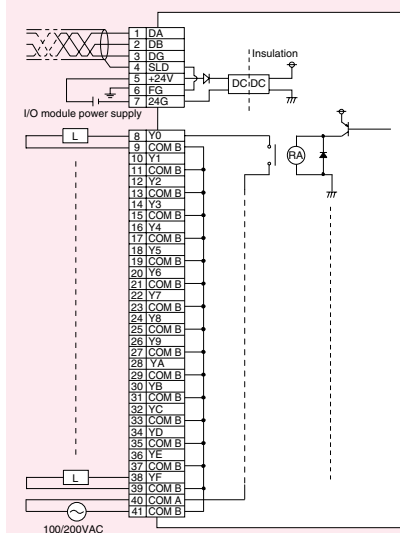 1 DA
2 DB
3 DG
4 SLD
5 +24V
6 FG
7 24G
Insulation
DC DC
I/O module power supply
L
8 Y0
9 COM B
10 Y1
11 COM B
12 Y2
13 COM B
14 Y3
15 COM B
16 Y4
17 COM B
18 Y5
19 COM B
20 Y6
21 COM B
22 Y7
23 COM B
24 Y8
25 COM B
26 Y9
27 COM B
28 YA
29 COM B
30 YB
31 COM B
32 YC
33 COM B
34 YD
35 COM B
36 YE
37 COM B
L
38 YF
39 COM B
40 COM A
41 COM B
RA
100/200VAC